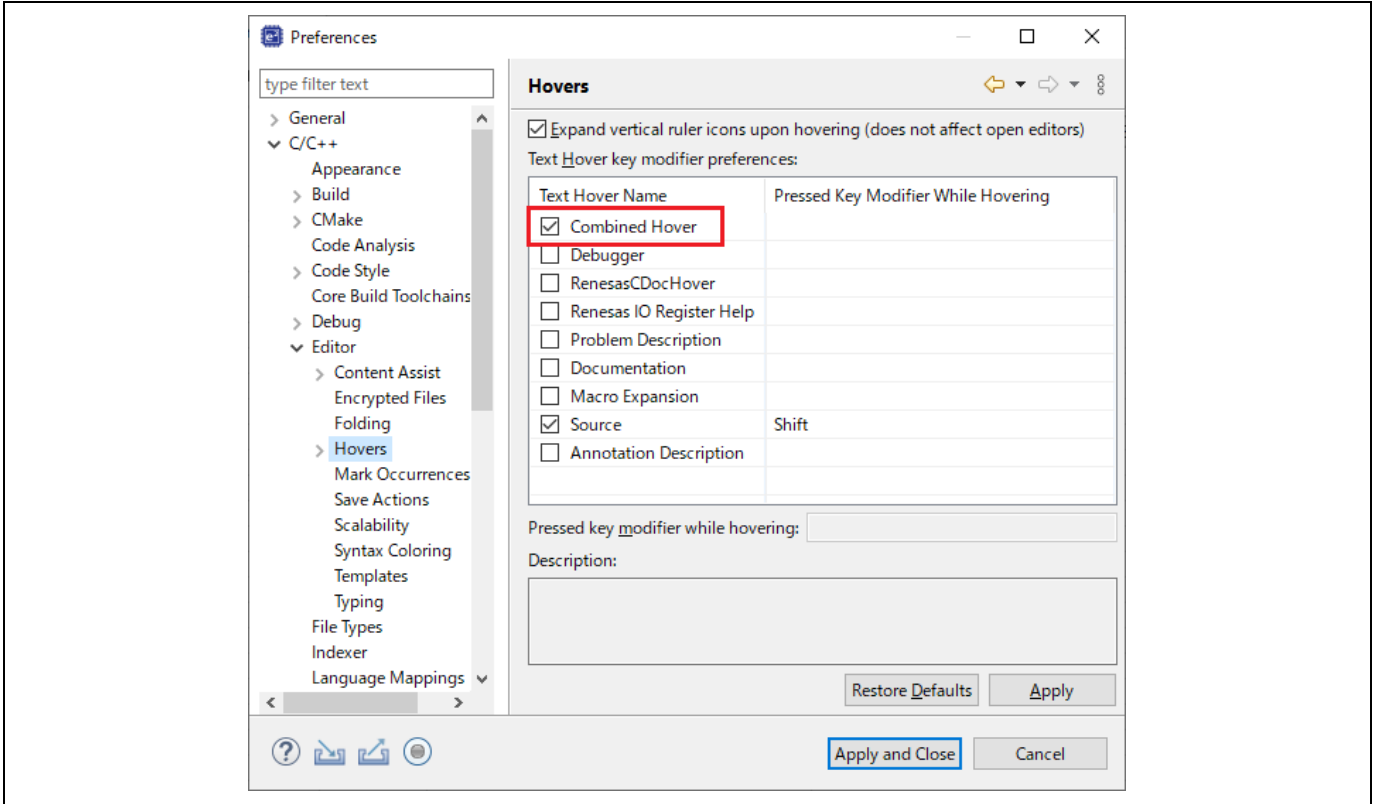 Preferences
type filter text
General
C/C++
Appearance
Build
CMake
Code Analysis
Code Style
Core Build Toolchains
Debug
Editor
Content Assist
Encrypted Files
Folding
Hovers
Mark Occurrences
Save Actions
Scalability
Syntax Coloring
Templates
Typing
File Types
Indexer
Language Mappings
Hovers
Expand vertical ruler icons upon hovering (does not affect open editors)
Text Hover key modifier preferences:
Text Hover Name Pressed Key Modifier While Hovering
Combined Hover
Debugger
RenesasCDocHover
Renesas IO Register Help
Problem Description
Documentation
Macro Expansion
Source Shift
Annotation Description
Pressed key modifier while hovering:
Description:
Restore Defaults Apply
Apply and Close Cancel